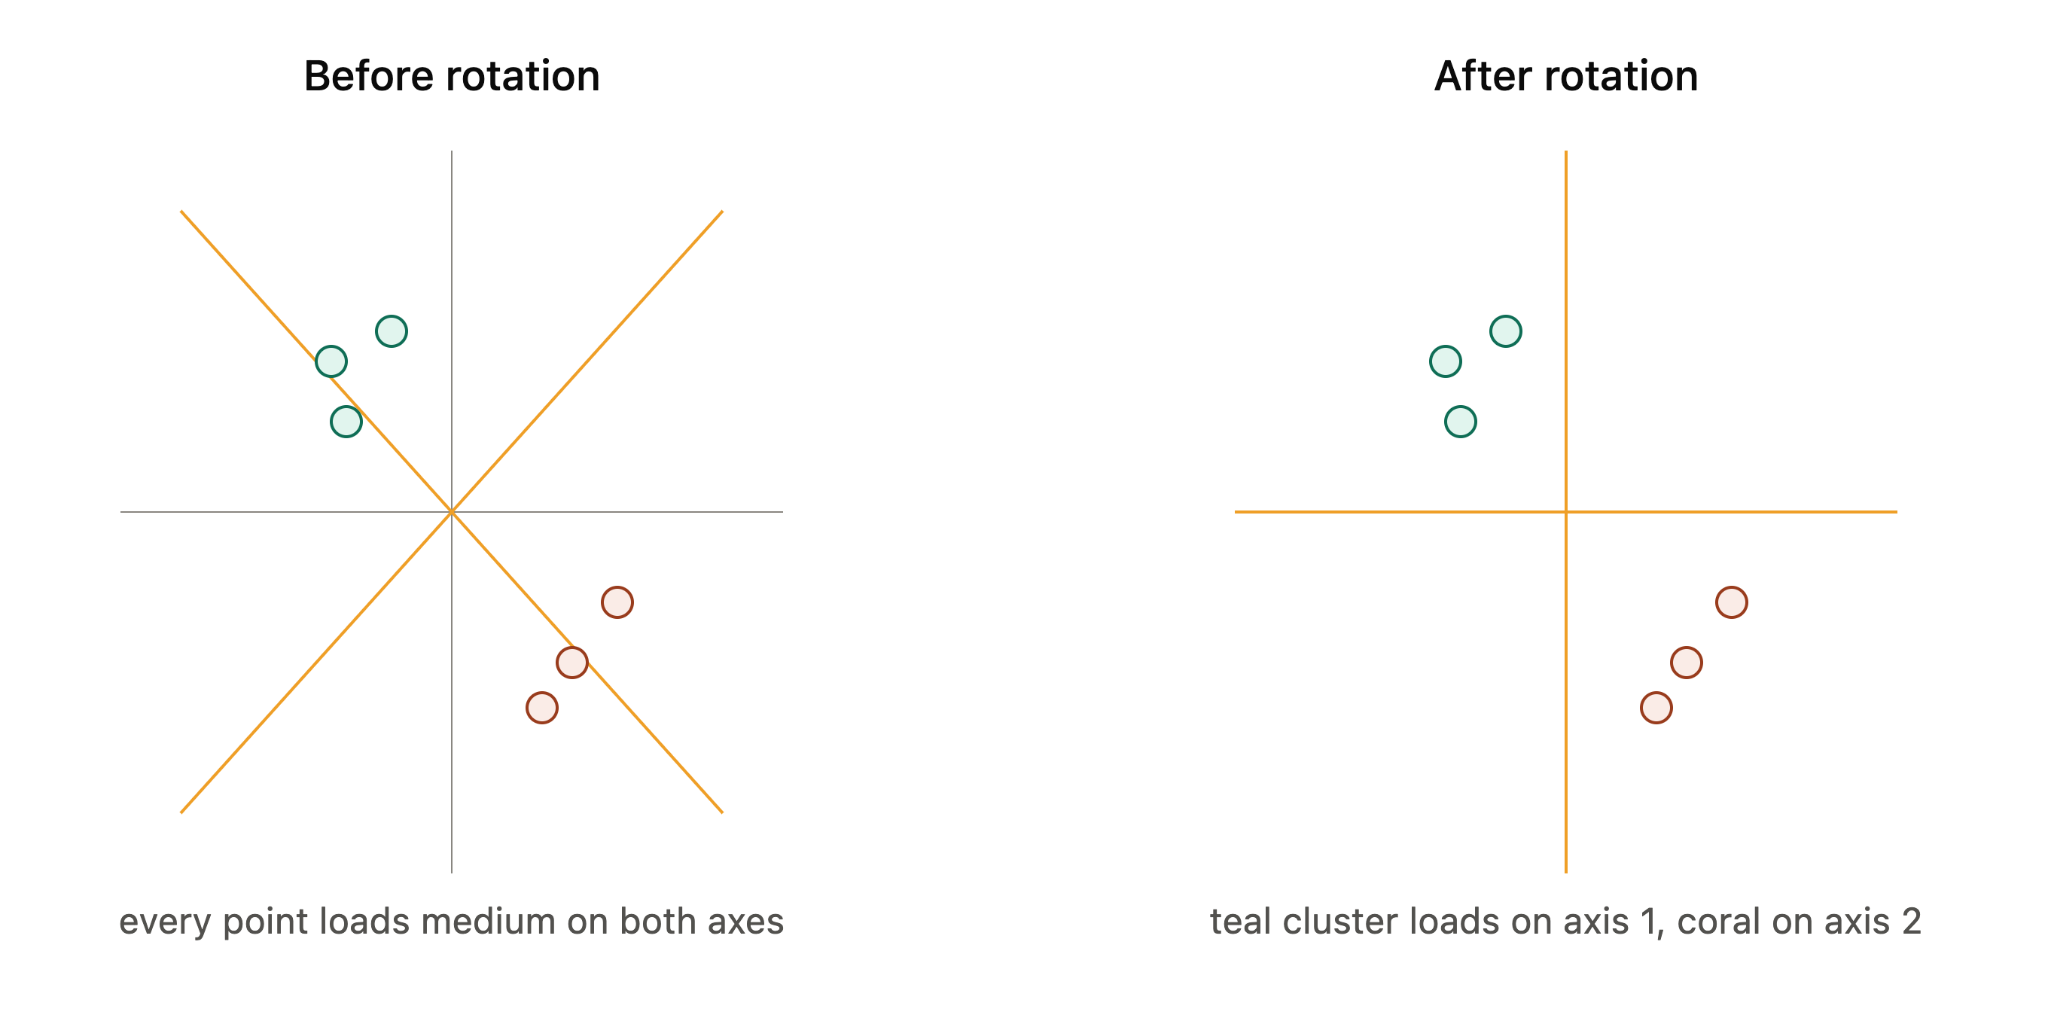 Before rotation
After rotation
every point loads medium on both axes
teal cluster loads on axis 1, coral on axis 2